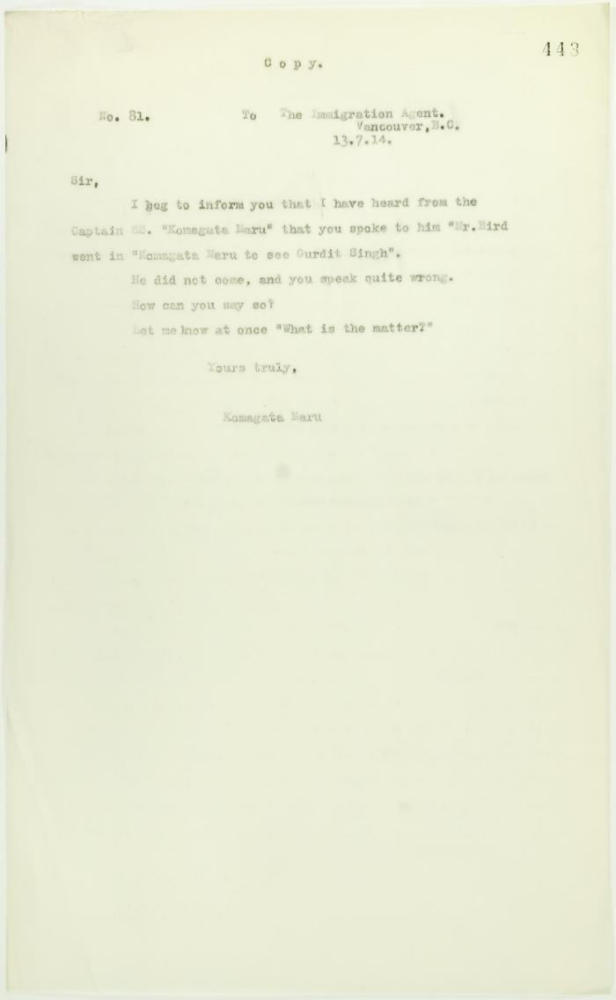 443
Copy.
No. 81. To The Immigration Agent.
Vancouver, B.C.
13.7.14.
Sir,
I beg to inform you that I have heard from the
Captain SS. "Komagata Maru" that you spoke to him "Mr. Bird
went in "Komagata Maru to see Gurdit Singh".
He did not come, and you speak quite wrong.
How can you say so?
Let me know at once "What is the matter?"
Yours truly,
Komagata Maru